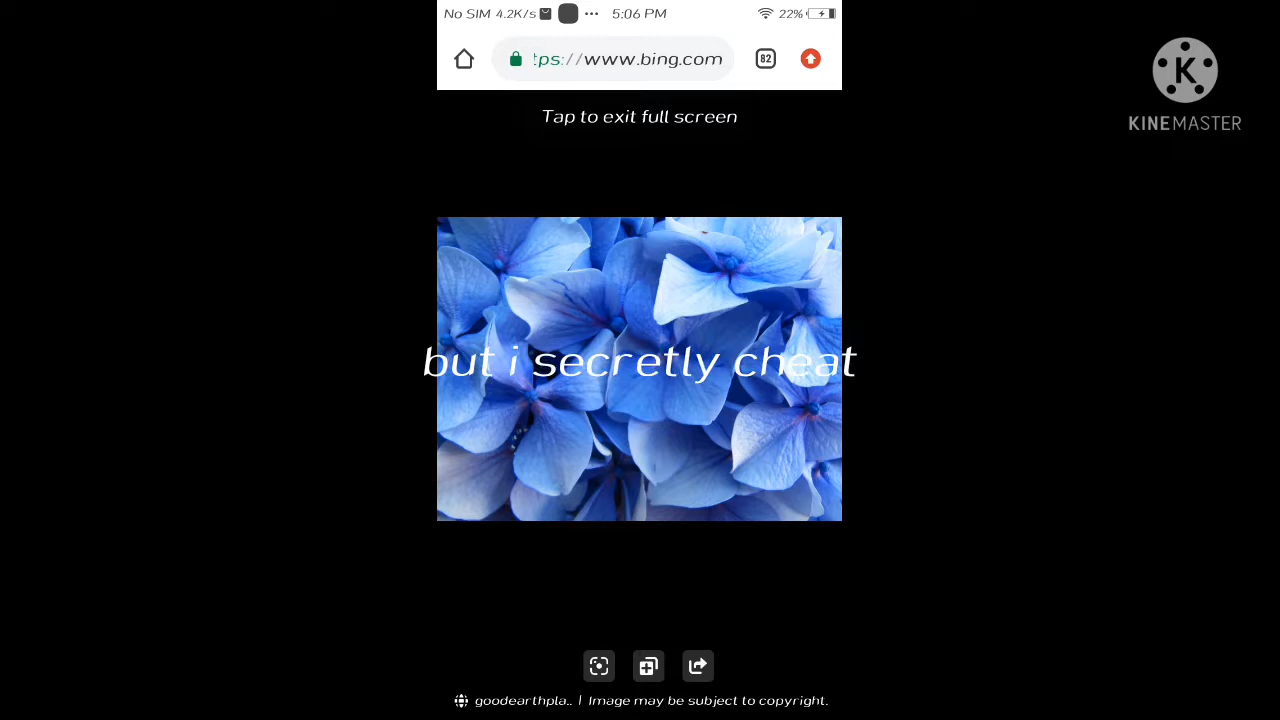 No SIM 4.2K/s ••• 5:06 PM 22%
tps://www.bing.com 82
Tap to exit full screen
K
KINEMASTER
but i secretly cheat
goodearthpla.. | Image may be subject to copyright.